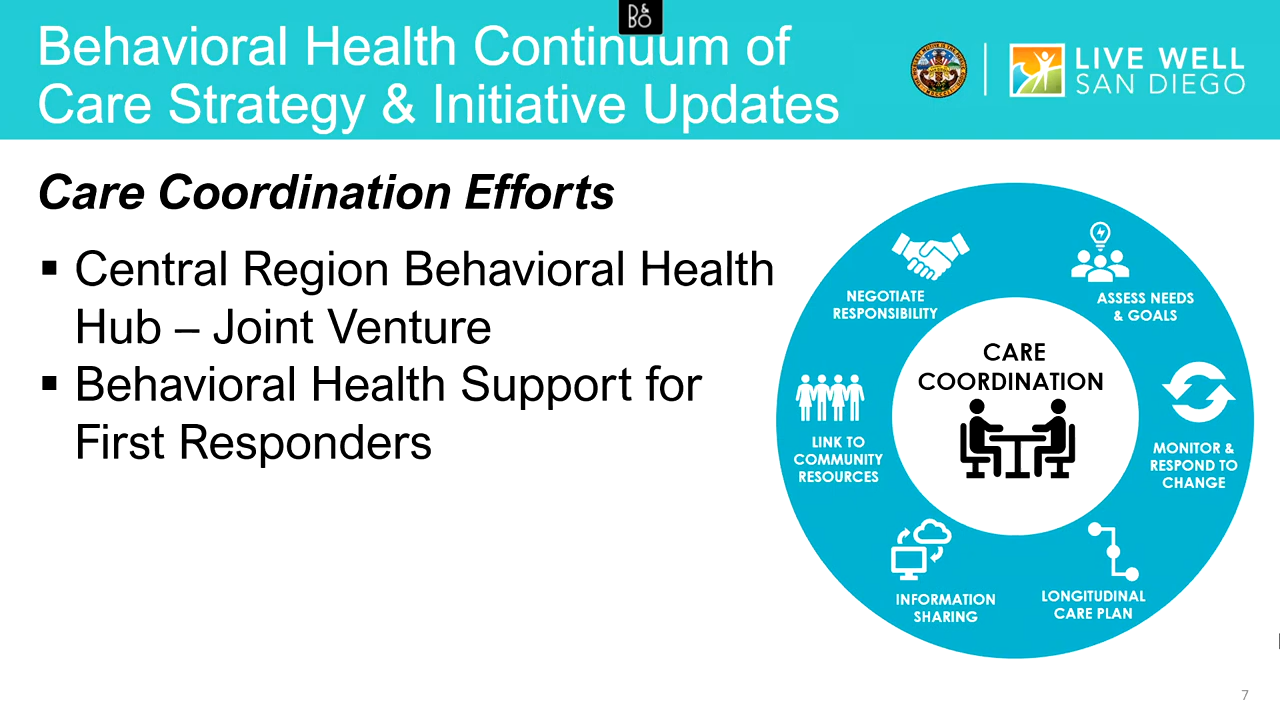 B&O
Behavioral Health Continuum of
Care Strategy & Initiative Updates
LIVE WELL
SAN DIEGO
Care Coordination Efforts
▪ Central Region Behavioral Health
Hub – Joint Venture
▪ Behavioral Health Support for
First Responders
NEGOTIATE
RESPONSIBILITY
ASSESS NEEDS
& GOALS
CARE
COORDINATION
LINK TO
COMMUNITY
RESOURCES
MONITOR &
RESPOND TO
CHANGE
INFORMATION
SHARING
LONGITUDINAL
CARE PLAN
7